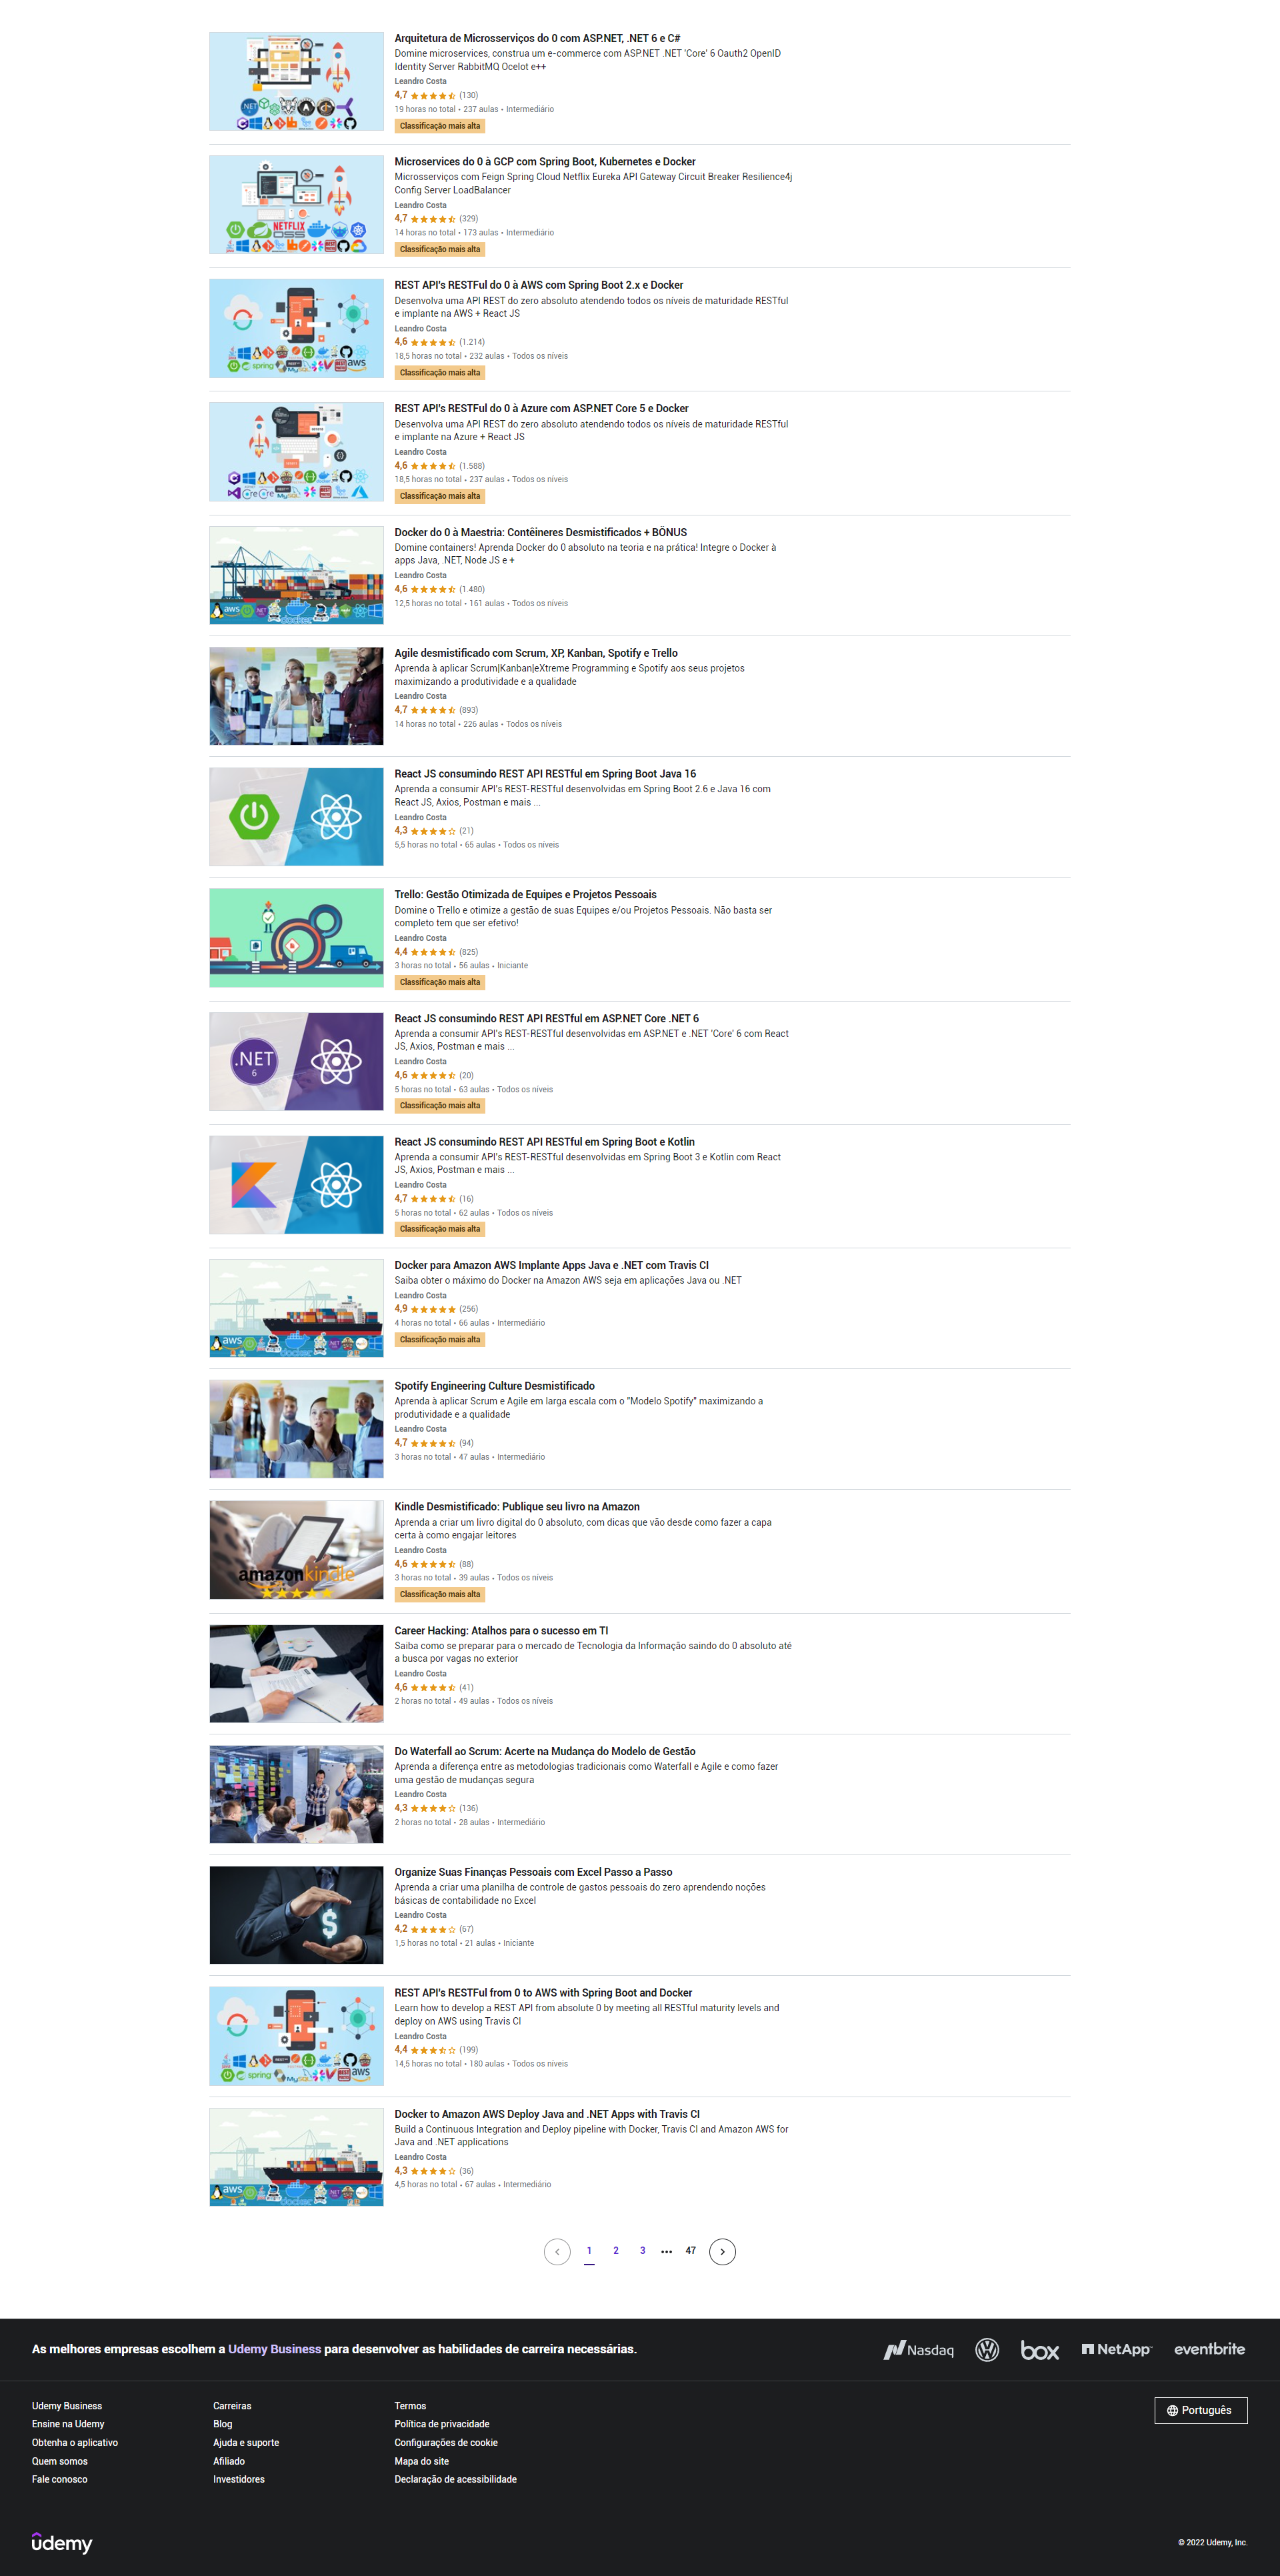 Arquitetura de Microsserviços do 0 com ASP.NET, .NET 6 e C#
Domine microservices, construa um e-commerce com ASP.NET .NET 'Core' 6 Oauth2 OpenID
Identity Server RabbitMQ Ocelot e++
Leandro Costa
4,7 (130)
19 horas no total • 237 aulas • Intermediário
Classificação mais alta
Microservices do 0 à GCP com Spring Boot, Kubernetes e Docker
Microsserviços com Feign Spring Cloud Netflix Eureka API Gateway Circuit Breaker Resilience4j
Config Server LoadBalancer
Leandro Costa
4,7 (329)
14 horas no total • 173 aulas • Intermediário
Classificação mais alta
NETFLIX
OSS
REST API's RESTFul do 0 à AWS com Spring Boot 2.x e Docker
Desenvolva uma API REST do zero absoluto atendendo todos os níveis de maturidade RESTful
e implante na AWS + React JS
Leandro Costa
4,6 (1.214)
18,5 horas no total • 232 aulas • Todos os níveis
Classificação mais alta
spring MySQL aws
REST API's RESTFul do 0 à Azure com ASP.NET Core 5 e Docker
Desenvolva uma API REST do zero absoluto atendendo todos os níveis de maturidade RESTful
e implante na Azure + React JS
Leandro Costa
4,6 (1.588)
18,5 horas no total • 237 aulas • Todos os níveis
Classificação mais alta
Core Core MySQL
Docker do 0 à Maestria: Contêineres Desmistificados + BÔNUS
Domine containers! Aprenda Docker do 0 absoluto na teoria e na prática! Integre o Docker à
apps Java, .NET, Node JS e +
Leandro Costa
4,6 (1.480)
12,5 horas no total • 161 aulas • Todos os níveis
aws .NET docker
Agile desmistificado com Scrum, XP, Kanban, Spotify e Trello
Aprenda à aplicar Scrum|Kanban|eXtreme Programming e Spotify aos seus projetos
maximizando a produtividade e a qualidade
Leandro Costa
4,7 (893)
14 horas no total • 226 aulas • Todos os níveis
React JS consumindo REST API RESTful em Spring Boot Java 16
Aprenda a consumir API's REST-RESTful desenvolvidas em Spring Boot 2.6 e Java 16 com
React JS, Axios, Postman e mais ...
Leandro Costa
4,3 (21)
5,5 horas no total • 65 aulas • Todos os níveis
Trello: Gestão Otimizada de Equipes e Projetos Pessoais
Domine o Trello e otimize a gestão de suas Equipes e/ou Projetos Pessoais. Não basta ser
completo tem que ser efetivo!
Leandro Costa
4,4 (825)
3 horas no total • 56 aulas • Iniciante
Classificação mais alta
.NET
6
React JS consumindo REST API RESTful em ASP.NET Core .NET 6
Aprenda a consumir API's REST-RESTful desenvolvidas em ASP.NET e .NET 'Core' 6 com React
JS, Axios, Postman e mais ...
Leandro Costa
4,6 (20)
5 horas no total • 63 aulas • Todos os níveis
Classificação mais alta
React JS consumindo REST API RESTful em Spring Boot e Kotlin
Aprenda a consumir API's REST-RESTful desenvolvidas em Spring Boot 3 e Kotlin com React
JS, Axios, Postman e mais ...
Leandro Costa
4,7 (16)
5 horas no total • 62 aulas • Todos os níveis
Classificação mais alta
Docker para Amazon AWS Implante Apps Java e .NET com Travis CI
Saiba obter o máximo do Docker na Amazon AWS seja em aplicações Java ou .NET
Leandro Costa
4,9 (256)
4 horas no total • 66 aulas • Intermediário
Classificação mais alta
aws docker
Spotify Engineering Culture Desmistificado
Aprenda à aplicar Scrum e Agile em larga escala com o "Modelo Spotify" maximizando a
produtividade e a qualidade
Leandro Costa
4,7 (94)
3 horas no total • 47 aulas • Intermediário
amazonkindle
Kindle Desmistificado: Publique seu livro na Amazon
Aprenda a criar um livro digital do 0 absoluto, com dicas que vão desde como fazer a capa
certa à como engajar leitores
Leandro Costa
4,6 (88)
3 horas no total • 39 aulas • Todos os níveis
Classificação mais alta
Career Hacking: Atalhos para o sucesso em TI
Saiba como se preparar para o mercado de Tecnologia da Informação saindo do 0 absoluto até
a busca por vagas no exterior
Leandro Costa
4,6 (41)
2 horas no total • 49 aulas • Todos os níveis
Do Waterfall ao Scrum: Acerte na Mudança do Modelo de Gestão
Aprenda a diferença entre as metodologias tradicionais como Waterfall e Agile e como fazer
uma gestão de mudanças segura
Leandro Costa
4,3 (136)
2 horas no total • 28 aulas • Intermediário
$
Organize Suas Finanças Pessoais com Excel Passo a Passo
Aprenda a criar uma planilha de controle de gastos pessoais do zero aprendendo noções
básicas de contabilidade no Excel
Leandro Costa
4,2 (67)
1,5 horas no total • 21 aulas • Iniciante
REST API's RESTFul from 0 to AWS with Spring Boot and Docker
Learn how to develop a REST API from absolute 0 by meeting all RESTful maturity levels and
deploy on AWS using Travis CI
Leandro Costa
4,4 (199)
14,5 horas no total • 180 aulas • Todos os níveis
spring MySQL aws
Docker to Amazon AWS Deploy Java and .NET Apps with Travis CI
Build a Continuous Integration and Deploy pipeline with Docker, Travis CI and Amazon AWS for
Java and .NET applications
Leandro Costa
4,3 (36)
4,5 horas no total • 67 aulas • Intermediário
aws docker
1 2 3 ••• 47
As melhores empresas escolhem a Udemy Business para desenvolver as habilidades de carreira necessárias.
Nasdaq box NetApp eventbrite
Udemy Business
Ensine na Udemy
Obtenha o aplicativo
Quem somos
Fale conosco
Carreiras
Blog
Ajuda e suporte
Afiliado
Investidores
Termos
Política de privacidade
Configurações de cookie
Mapa do site
Declaração de acessibilidade
Português
udemy
© 2022 Udemy, Inc.